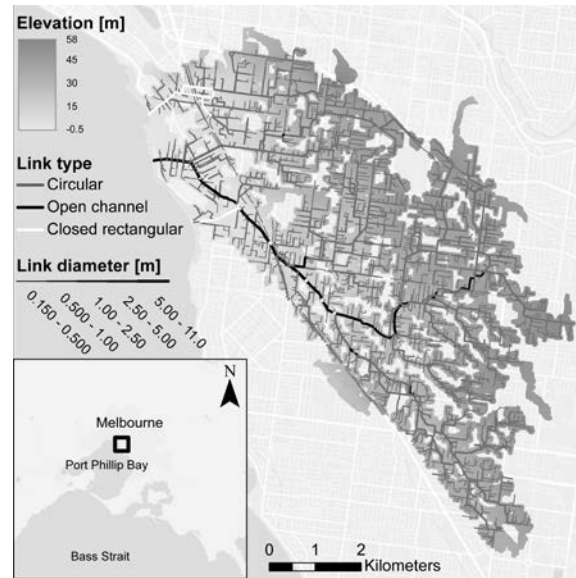 Elevation [m]
58
45
30
15
-0.5
Link type
Circular
Open channel
Closed rectangular
Link diameter [m]
0.150 - 0.500
0.500 - 1.00
1.00 - 2.50
2.50 - 5.00
5.00 - 11.0
N
Melbourne
Port Phillip Bay
Bass Strait
0 1 2
Kilometers